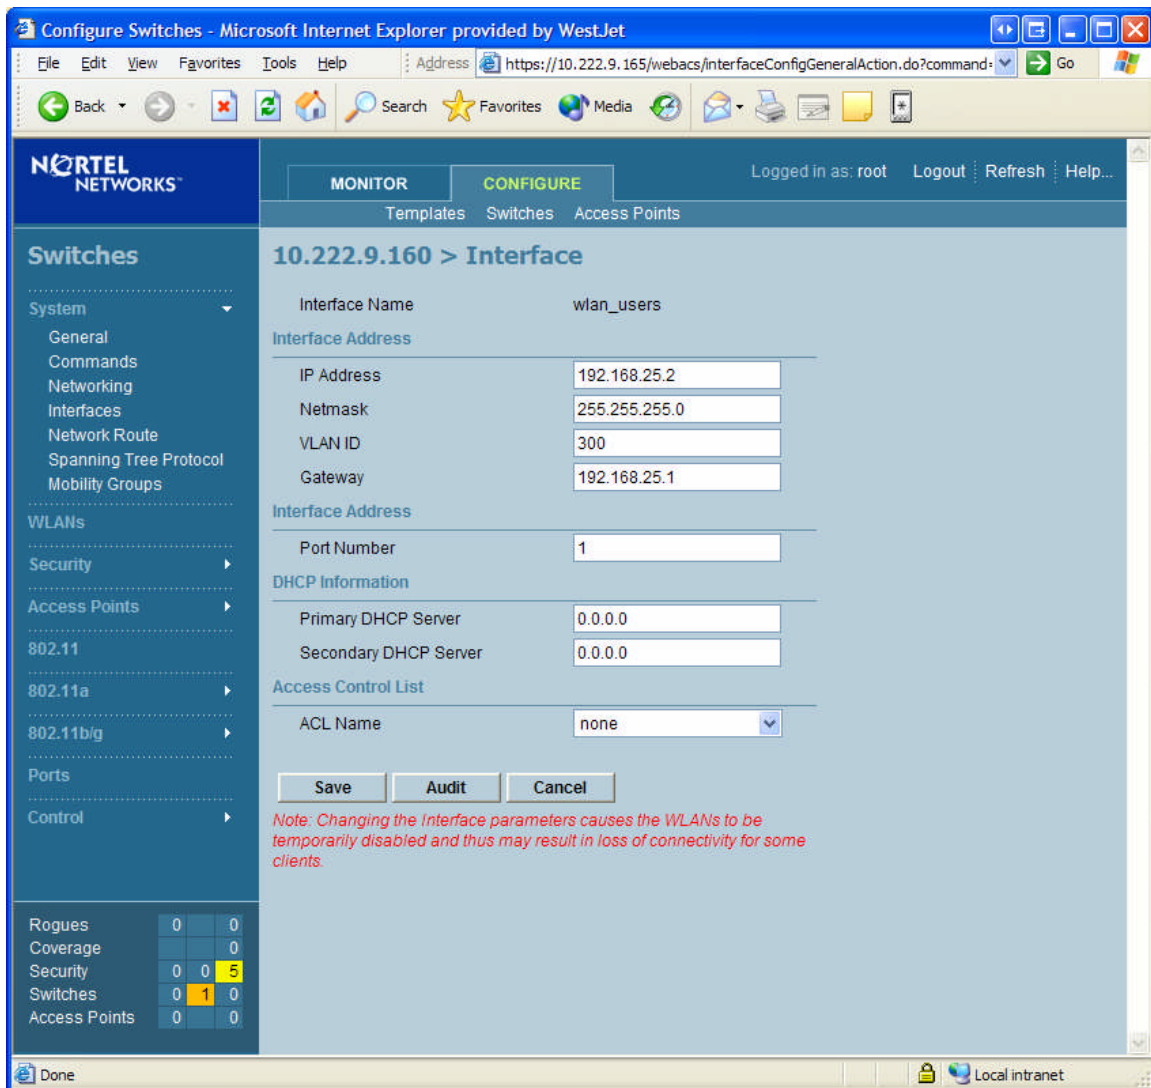 Configure Switches - Microsoft Internet Explorer provided by WestJet
File Edit View Favorites Tools Help Address https://10.222.9.165/webacs/interfaceConfigGeneralAction.do?command= Go
Back Search Favorites Media
NORTEL NETWORKS
Logged in as: root Logout Refresh Help...
MONITOR CONFIGURE
Templates Switches Access Points
Switches
System
General
Commands
Networking
Interfaces
Network Route
Spanning Tree Protocol
Mobility Groups
WLANs
Security
Access Points
802.11
802.11a
802.11b/g
Ports
Control
Rogues 0 0
Coverage 0
Security 0 0 5
Switches 0 1 0
Access Points 0 0
10.222.9.160 > Interface
Interface Name wlan_users
Interface Address
IP Address 192.168.25.2
Netmask 255.255.255.0
VLAN ID 300
Gateway 192.168.25.1
Interface Address
Port Number 1
DHCP Information
Primary DHCP Server 0.0.0.0
Secondary DHCP Server 0.0.0.0
Access Control List
ACL Name none
Save Audit Cancel
Note: Changing the Interface parameters causes the WLANs to be
temporarily disabled and thus may result in loss of connectivity for some
clients.
Done Local intranet